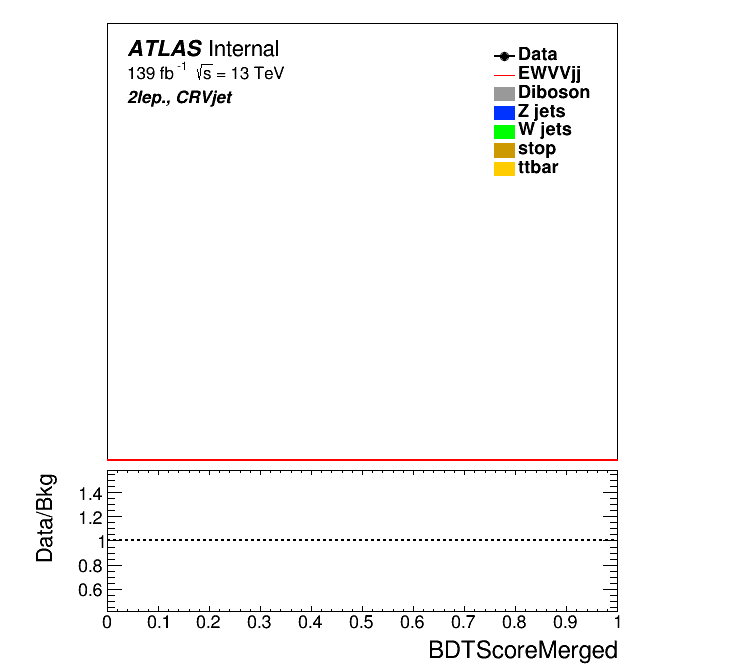 ATLAS Internal
139 fb⁻¹ √s = 13 TeV
2lep., CRVjet
Data
EWVVjj
Diboson
Z jets
W jets
stop
ttbar
Data/Bkg
1.4
1.2
1
0.8
0.6
0 0.1 0.2 0.3 0.4 0.5 0.6 0.7 0.8 0.9 1
BDTScoreMerged